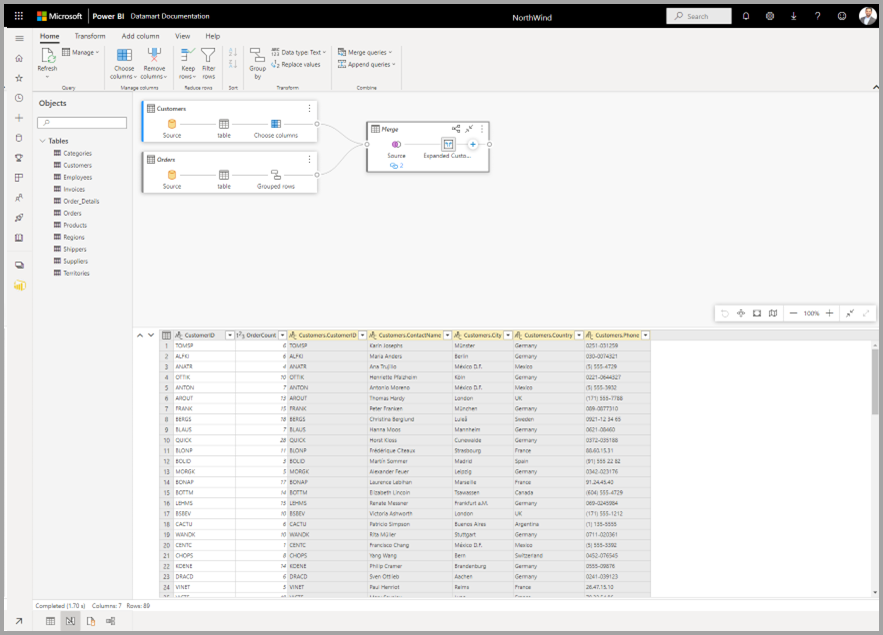 Microsoft Power BI Datamart Documentation
NorthWind
Search
Home Transform Add column View Help
Refresh
Manage
Choose columns
Remove columns
Keep rows
Filter rows
Group by
Data type: Text
Replace values
Merge queries
Append queries
Query Manage columns Reduce rows Sort Transform Combine
Objects
Tables
Categories
Customers
Employees
Invoices
Order_Details
Orders
Products
Regions
Shippers
Suppliers
Territories
Customers
Source table Choose columns
Orders
Source table Grouped rows
Merge
Source Expanded Custo...
2
100%
CustomerID OrderCount Customers.CustomerID Customers.ContactName Customers.City Customers.Country Customers.Phone
1 TOMSP 6 TOMSP Karin Josephs Münster Germany 0251-031259
2 ALFKI 6 ALFKI Maria Anders Berlin Germany 030-0074321
3 ANATR 4 ANATR Ana Trujillo México D.F. Mexico (5) 555-4729
4 OTTIK 10 OTTIK Henriette Pfalzheim Köln Germany 0221-0644327
5 ANTON 7 ANTON Antonio Moreno México D.F. Mexico (5) 555-3932
6 AROUT 13 AROUT Thomas Hardy London UK (171) 555-7788
7 FRANK 15 FRANK Peter Franken München Germany 089-0877310
8 BERGS 18 BERGS Christina Berglund Luleå Sweden 0921-12 34 65
9 BLAUS 7 BLAUS Hanna Moos Mannheim Germany 0621-08460
10 QUICK 28 QUICK Horst Kloss Cunewalde Germany 0372-035188
11 BLONP 11 BLONP Frédérique Citeaux Strasbourg France 88.60.15.31
12 BOLID 3 BOLID Martín Sommer Madrid Spain (91) 555 22 82
13 MORGK 5 MORGK Alexander Feuer Leipzig Germany 0342-023176
14 BONAP 17 BONAP Laurence Lebihan Marseille France 91.24.45.40
15 BOTTM 14 BOTTM Elizabeth Lincoln Tsawassen Canada (604) 555-4729
16 LEHMS 15 LEHMS Renate Messner Frankfurt a.M. Germany 069-0245984
17 BSBEV 10 BSBEV Victoria Ashworth London UK (171) 555-1212
18 CACTU 6 CACTU Patricio Simpson Buenos Aires Argentina (1) 135-5555
19 WANDK 10 WANDK Rita Müller Stuttgart Germany 0711-020361
20 CENTC 1 CENTC Francisco Chang México D.F. Mexico (5) 555-3392
21 CHOPS 8 CHOPS Yang Wang Bern Switzerland 0452-076545
22 KOENE 14 KOENE Philip Cramer Brandenburg Germany 0555-09876
23 DRACD 6 DRACD Sven Ottlieb Aachen Germany 0241-039123
24 VINET 5 VINET Paul Henriot Reims France 26.47.15.10
Completed (1.70 s) Columns: 7 Rows: 89